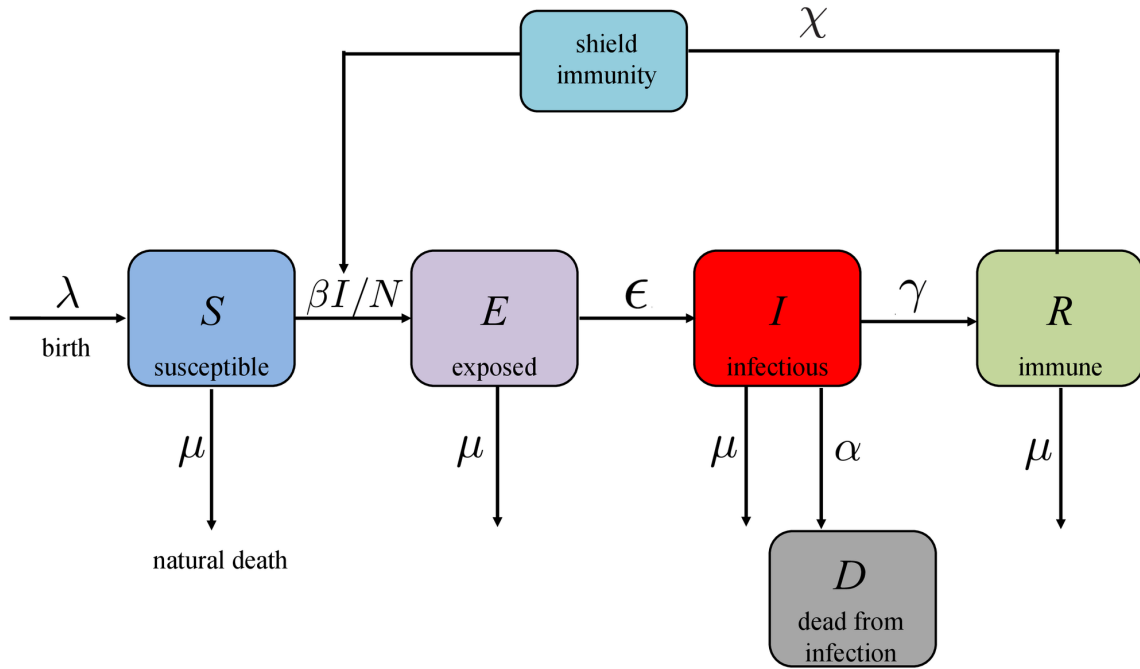 χ
shield
immunity
λ
birth
S
susceptible
βI/N
E
exposed
ϵ
I
infectious
γ
R
immune
μ
μ
μ
α
μ
natural death
D
dead from
infection